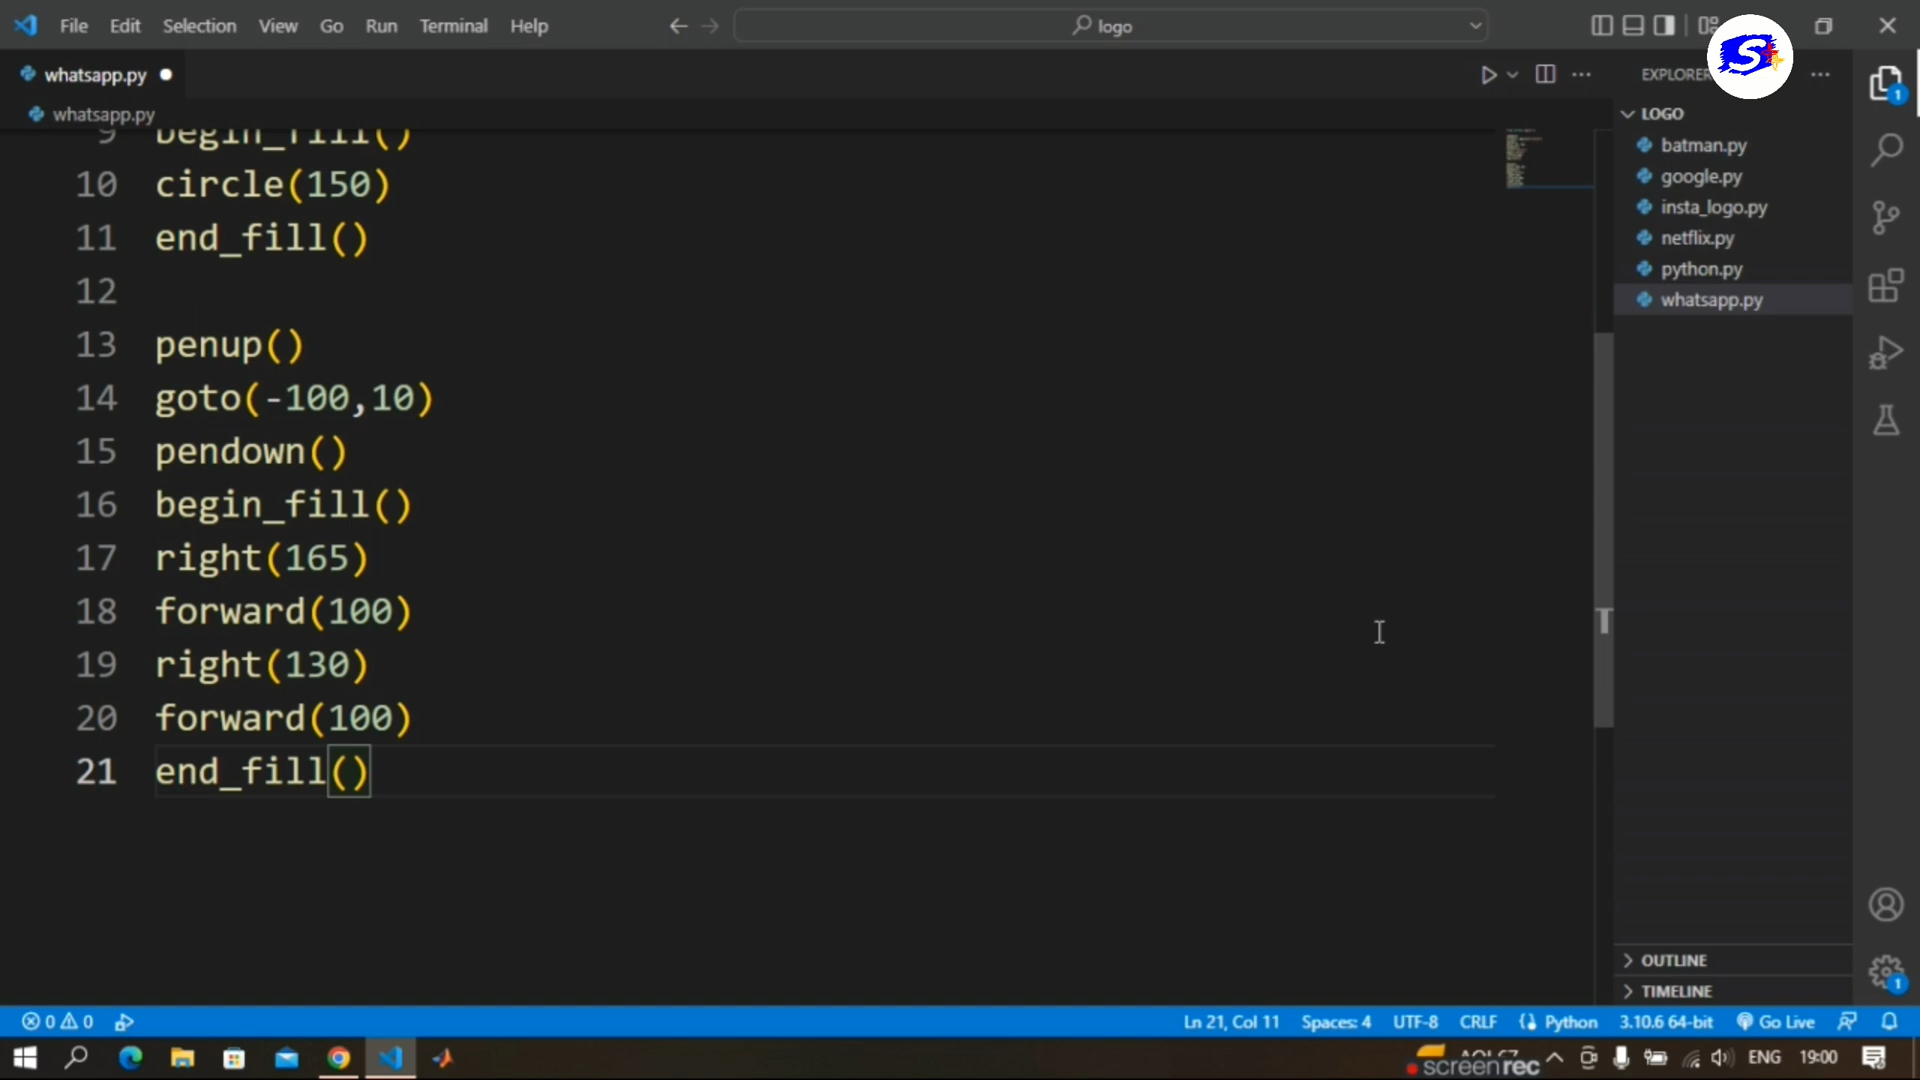 File Edit Selection View Go Run Terminal Help
logo
whatsapp.py
EXPLORER
whatsapp.py
LOGO
batman.py
google.py
insta_logo.py
netflix.py
python.py
whatsapp.py
9 begin_fill()
10 circle(150)
11 end_fill()
12
13 penup()
14 goto(-100,10)
15 pendown()
16 begin_fill()
17 right(165)
18 forward(100)
19 right(130)
20 forward(100)
21 end_fill()
OUTLINE
TIMELINE
0 0 Ln 21, Col 11 Spaces: 4 UTF-8 CRLF Python 3.10.6 64-bit Go Live
screenrec ENG 19:00